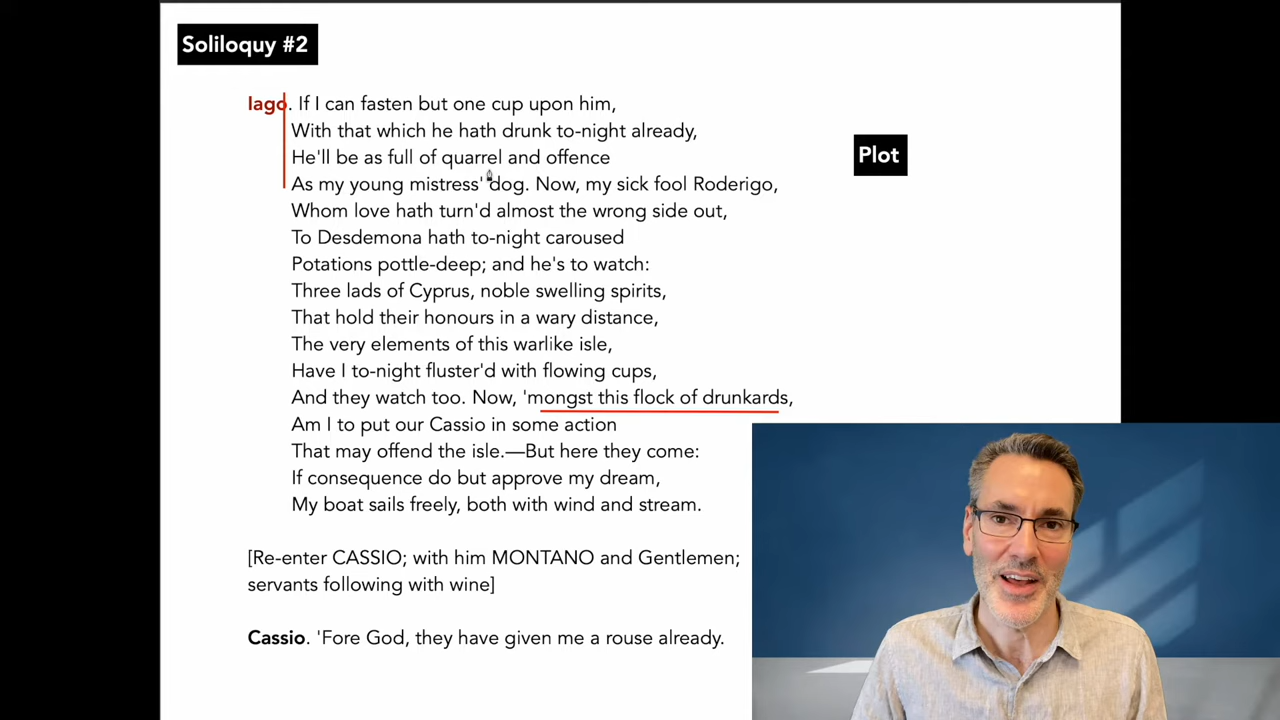 Soliloquy #2
Iago. If I can fasten but one cup upon him,
With that which he hath drunk to-night already,
He'll be as full of quarrel and offence
As my young mistress' dog. Now, my sick fool Roderigo,
Whom love hath turn'd almost the wrong side out,
To Desdemona hath to-night caroused
Potations pottle-deep; and he's to watch:
Three lads of Cyprus, noble swelling spirits,
That hold their honours in a wary distance,
The very elements of this warlike isle,
Have I to-night fluster'd with flowing cups,
And they watch too. Now, 'mongst this flock of drunkards,
Am I to put our Cassio in some action
That may offend the isle.—But here they come:
If consequence do but approve my dream,
My boat sails freely, both with wind and stream.
[Re-enter CASSIO; with him MONTANO and Gentlemen;
servants following with wine]
Cassio. 'Fore God, they have given me a rouse already.
Plot